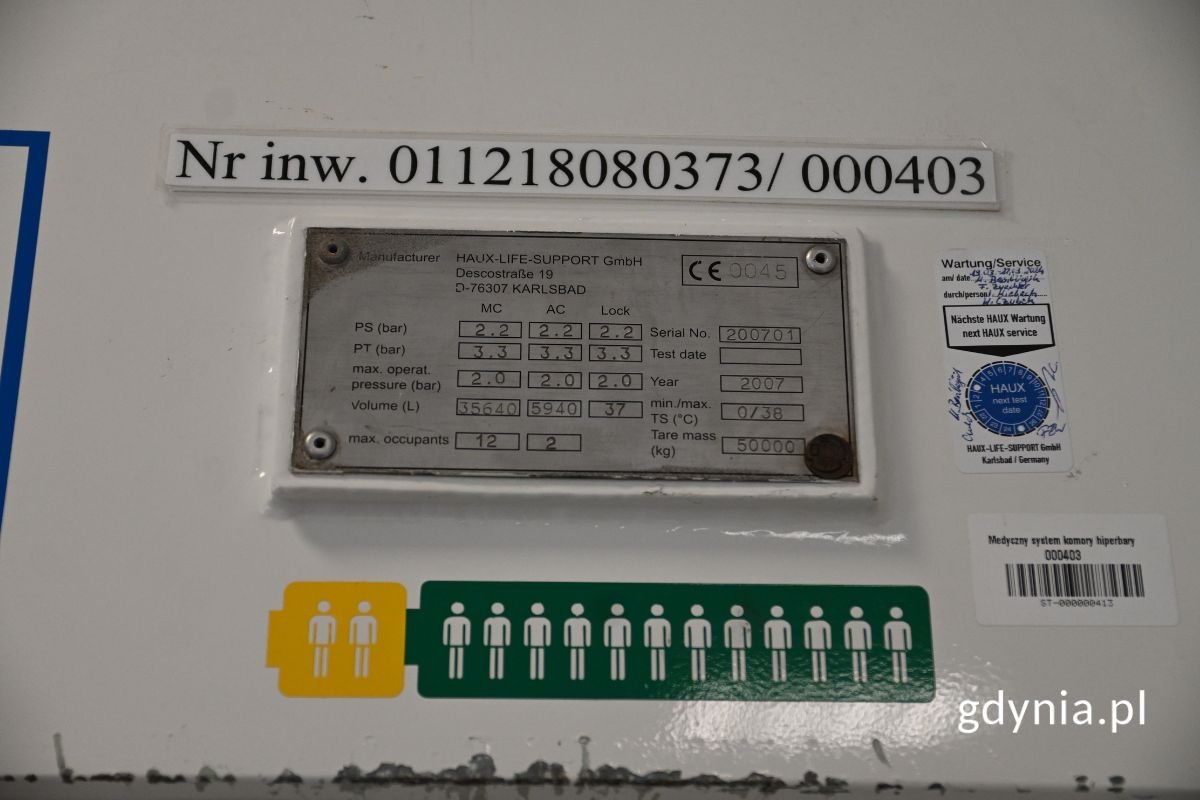 Nr inw. 011218080373/ 000403
Manufacturer HAUX-LIFE-SUPPORT GmbH
Descostraße 19
D-76307 KARLSBAD
CE 0045
MC AC Lock
PS (bar) 2.2 2.2 2.2 Serial No. 200701
PT (bar) 3.3 3.3 3.3 Test date
max. operat.
pressure (bar) 2.0 2.0 2.0 Year 2007
Volume (L) 35640 5940 37 min./max.
TS (°C) 0/38
max. occupants 12 2 Tare mass
(kg) 50000
Wartung/Service
am/date
durch/person
Nächste HAUX Wartung
next HAUX service
HAUX
next test
date
HAUX-LIFE-SUPPORT GmbH
Karlsbad / Germany
Medyczny system komory hiperbary
000403
ST-000000413
gdynia.pl